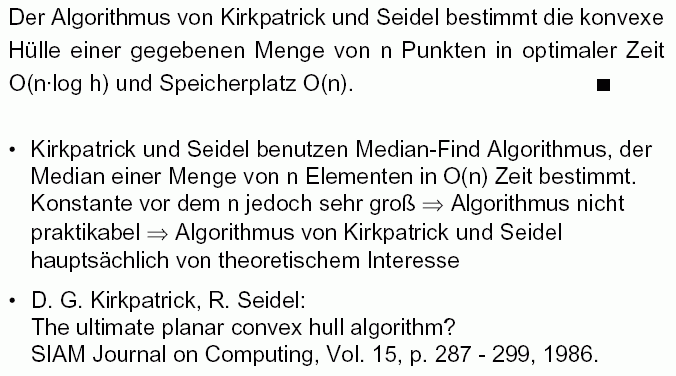 Der Algorithmus von Kirkpatrick und Seidel bestimmt die konvexe
Hülle einer gegebenen Menge von n Punkten in optimaler Zeit
O(n·log h) und Speicherplatz O(n). ■
• Kirkpatrick und Seidel benutzen Median-Find Algorithmus, der
Median einer Menge von n Elementen in O(n) Zeit bestimmt.
Konstante vor dem n jedoch sehr groß ⇒ Algorithmus nicht
praktikabel ⇒ Algorithmus von Kirkpatrick und Seidel
hauptsächlich von theoretischem Interesse
• D. G. Kirkpatrick, R. Seidel:
The ultimate planar convex hull algorithm?
SIAM Journal on Computing, Vol. 15, p. 287 - 299, 1986.